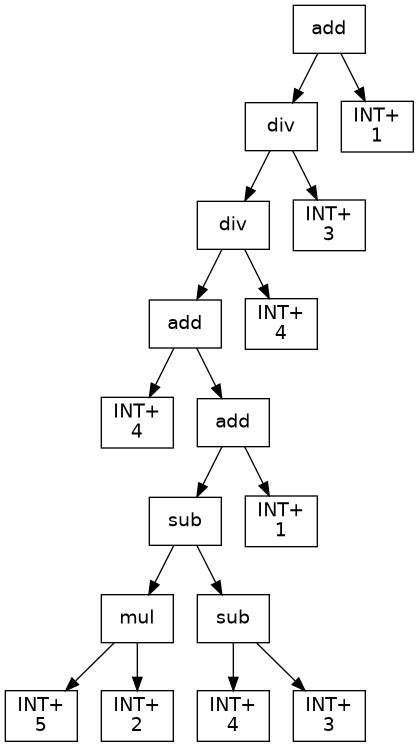 add
div
INT+
1
div
INT+
3
add
INT+
4
INT+
4
add
sub
INT+
1
mul
sub
INT+
5
INT+
2
INT+
4
INT+
3